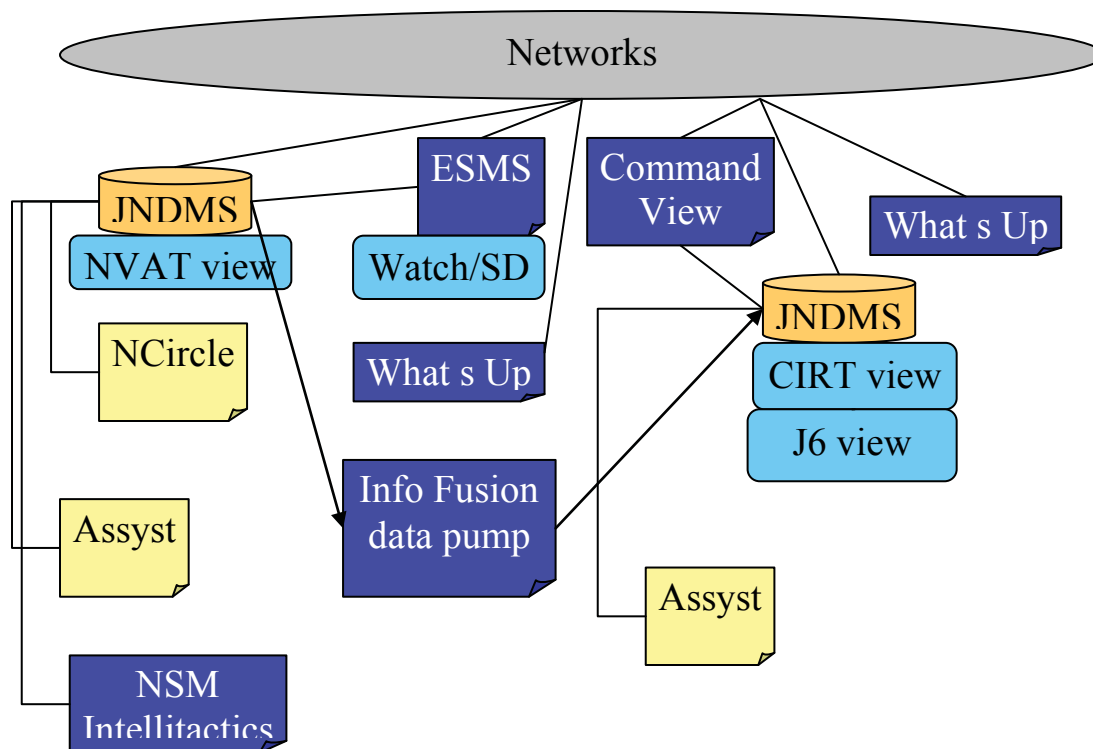 Networks
ESMS
Command
View
What s Up
JNDMS
NVAT view
Watch/SD
JNDMS
NCircle
What s Up
CIRT view
J6 view
Info Fusion
data pump
Assyst
Assyst
NSM
Intellitactics